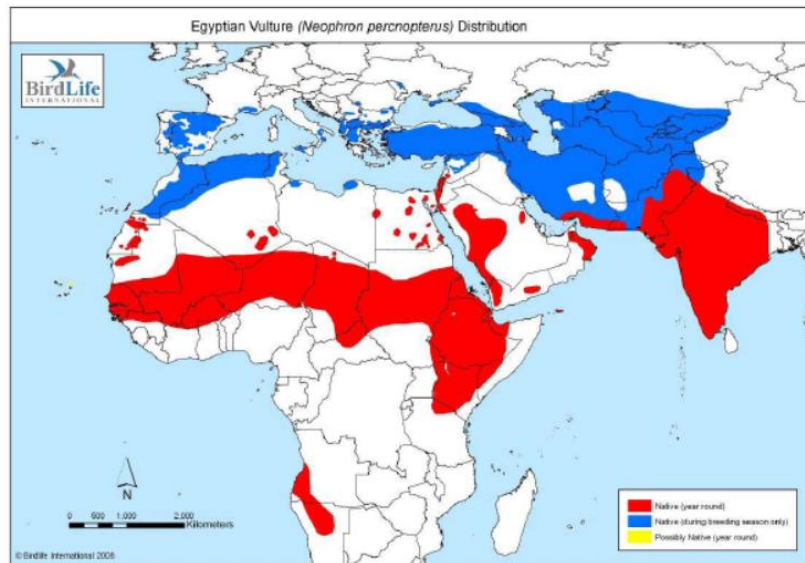 Egyptian Vulture (Neophron percnopterus) Distribution
BirdLife
INTERNATIONAL
N
0 500 1,000 2,000
Kilometers
Native (year round)
Native (during breeding season only)
Possibly Native (year round)
© Birdlife International 2006